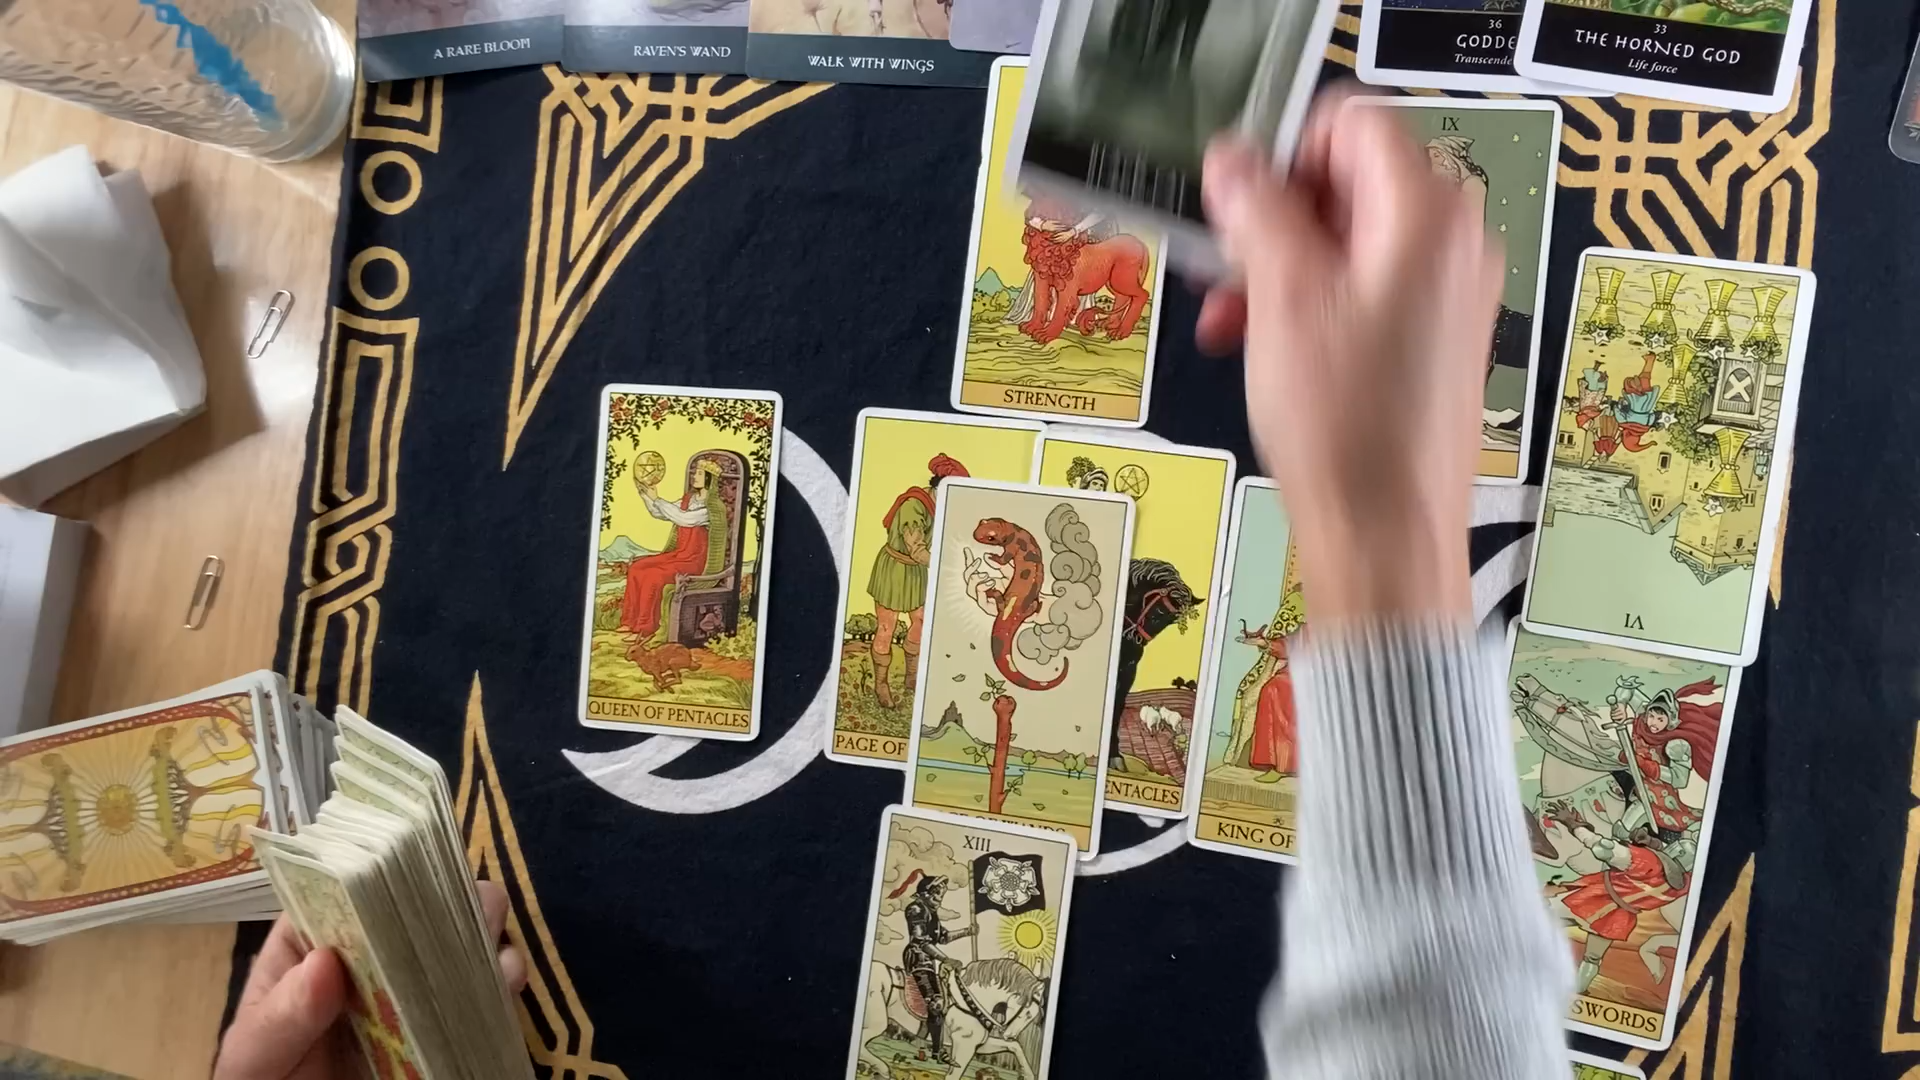 A RARE BLOOM
RAVEN'S WAND
WALK WITH WINGS
36
GODDE
Transcende
33
THE HORNED GOD
Life force
IX
STRENGTH
VI
QUEEN OF PENTACLES
PAGE OF
ENTACLES
KING OF
XIII
SWORDS